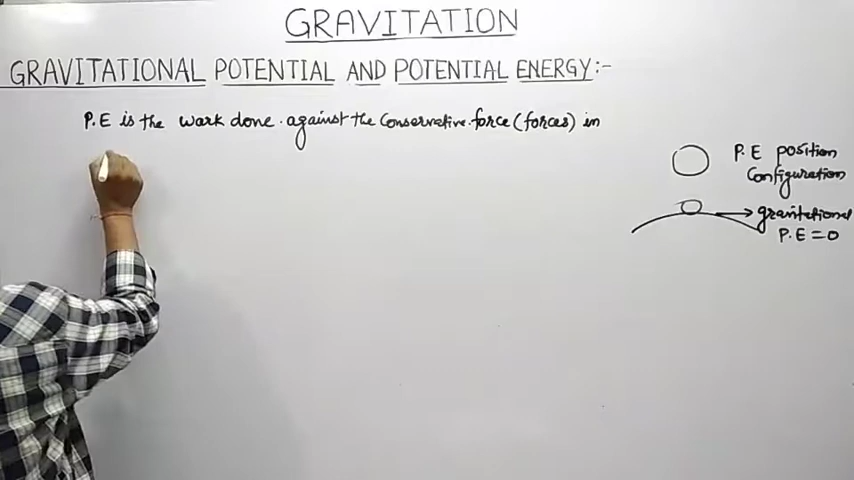 GRAVITATION
GRAVITATIONAL POTENTIAL AND POTENTIAL ENERGY:-
P.E is the work done against the Conservative force (forces) in
P.E position
Configuration
gravitational
P.E = 0